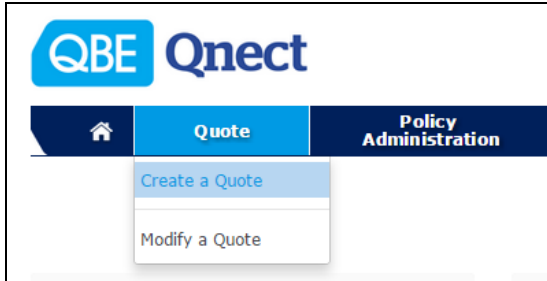 QBE Qnect
Quote
Policy
Administration
Create a Quote
Modify a Quote